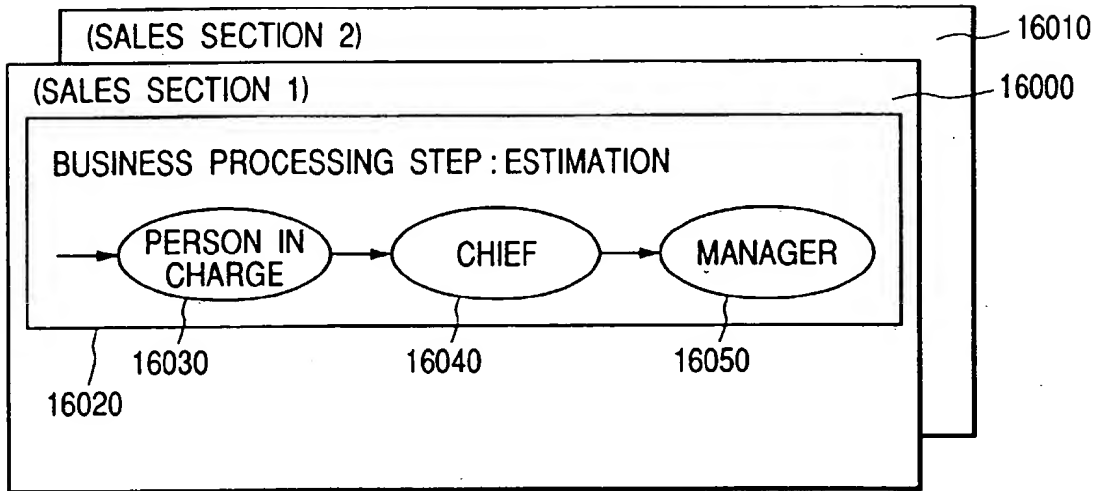 (SALES SECTION 2)
16010
(SALES SECTION 1)
16000
BUSINESS PROCESSING STEP : ESTIMATION
PERSON IN
CHARGE
CHIEF
MANAGER
16030
16040
16050
16020